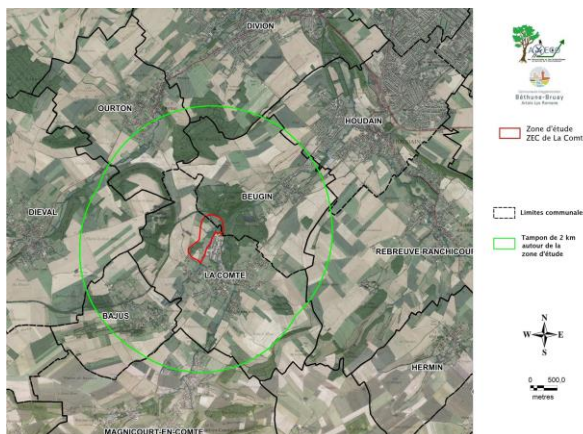 DIVION
OURTON
HOUDAIN
BEUGIN
DIEVAL
REBREUVE-RANCHICOU
LA COMTE
BAJUS
HERMIN
MAGNICOURT-EN-COMTE
Béthune-Bruay
Zone d'étude
ZEC de La Comt
Limites communale
Tampon de 2 km
autour de la
zone d'étude
N
W E
S
0 500,0
metres